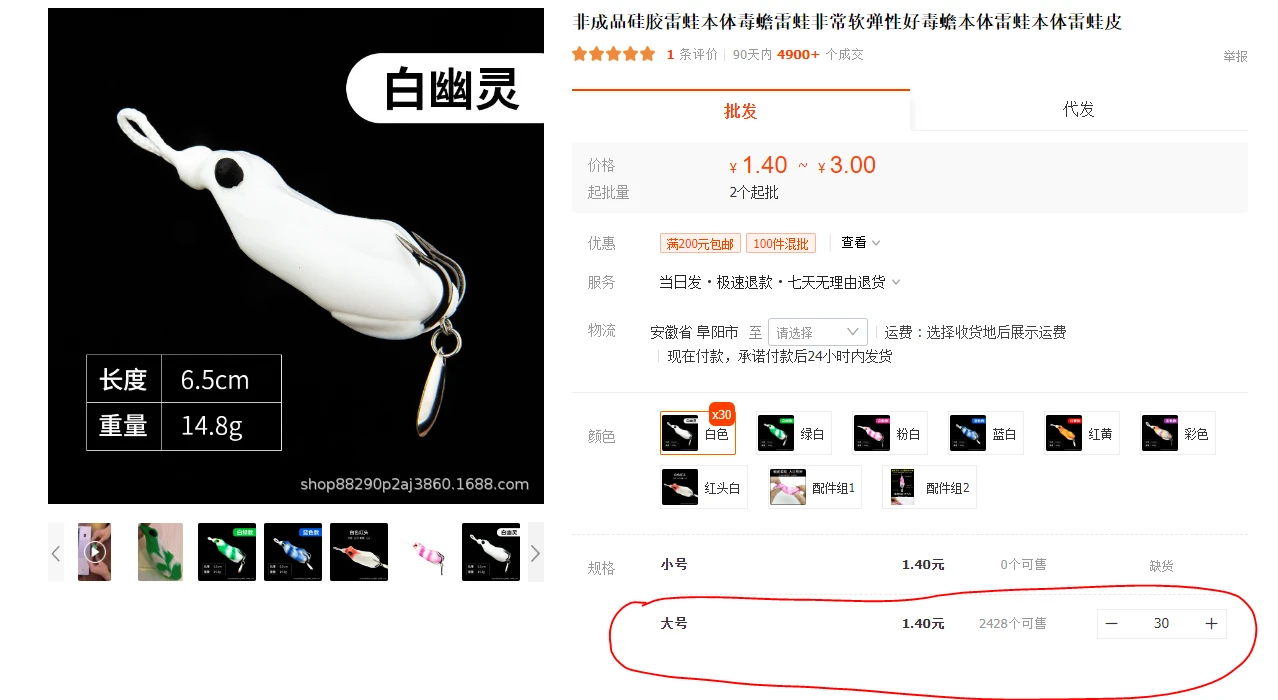 白幽灵
长度 6.5cm
重量 14.8g
shop88290p2aj3860.1688.com
非成品硅胶雷蛙本体毒蟾雷蛙非常软弹性好毒蟾本体雷蛙本体雷蛙皮
1 条评价 90天内 4900+ 个成交
举报
批发 代发
价格 ¥ 1.40 ~ ¥ 3.00
起批量 2个起批
优惠 满200元包邮 100件混批 查看
服务 当日发·极速退款·七天无理由退货
物流 安徽省 阜阳市 至 请选择 运费：选择收货地后展示运费
现在付款，承诺付款后24小时内发货
颜色 白色 x30 绿白 粉白 蓝白 红黄 彩色
红头白 配件组1 配件组2
规格 小号 1.40元 0个可售 缺货
大号 1.40元 2428个可售 − 30 +